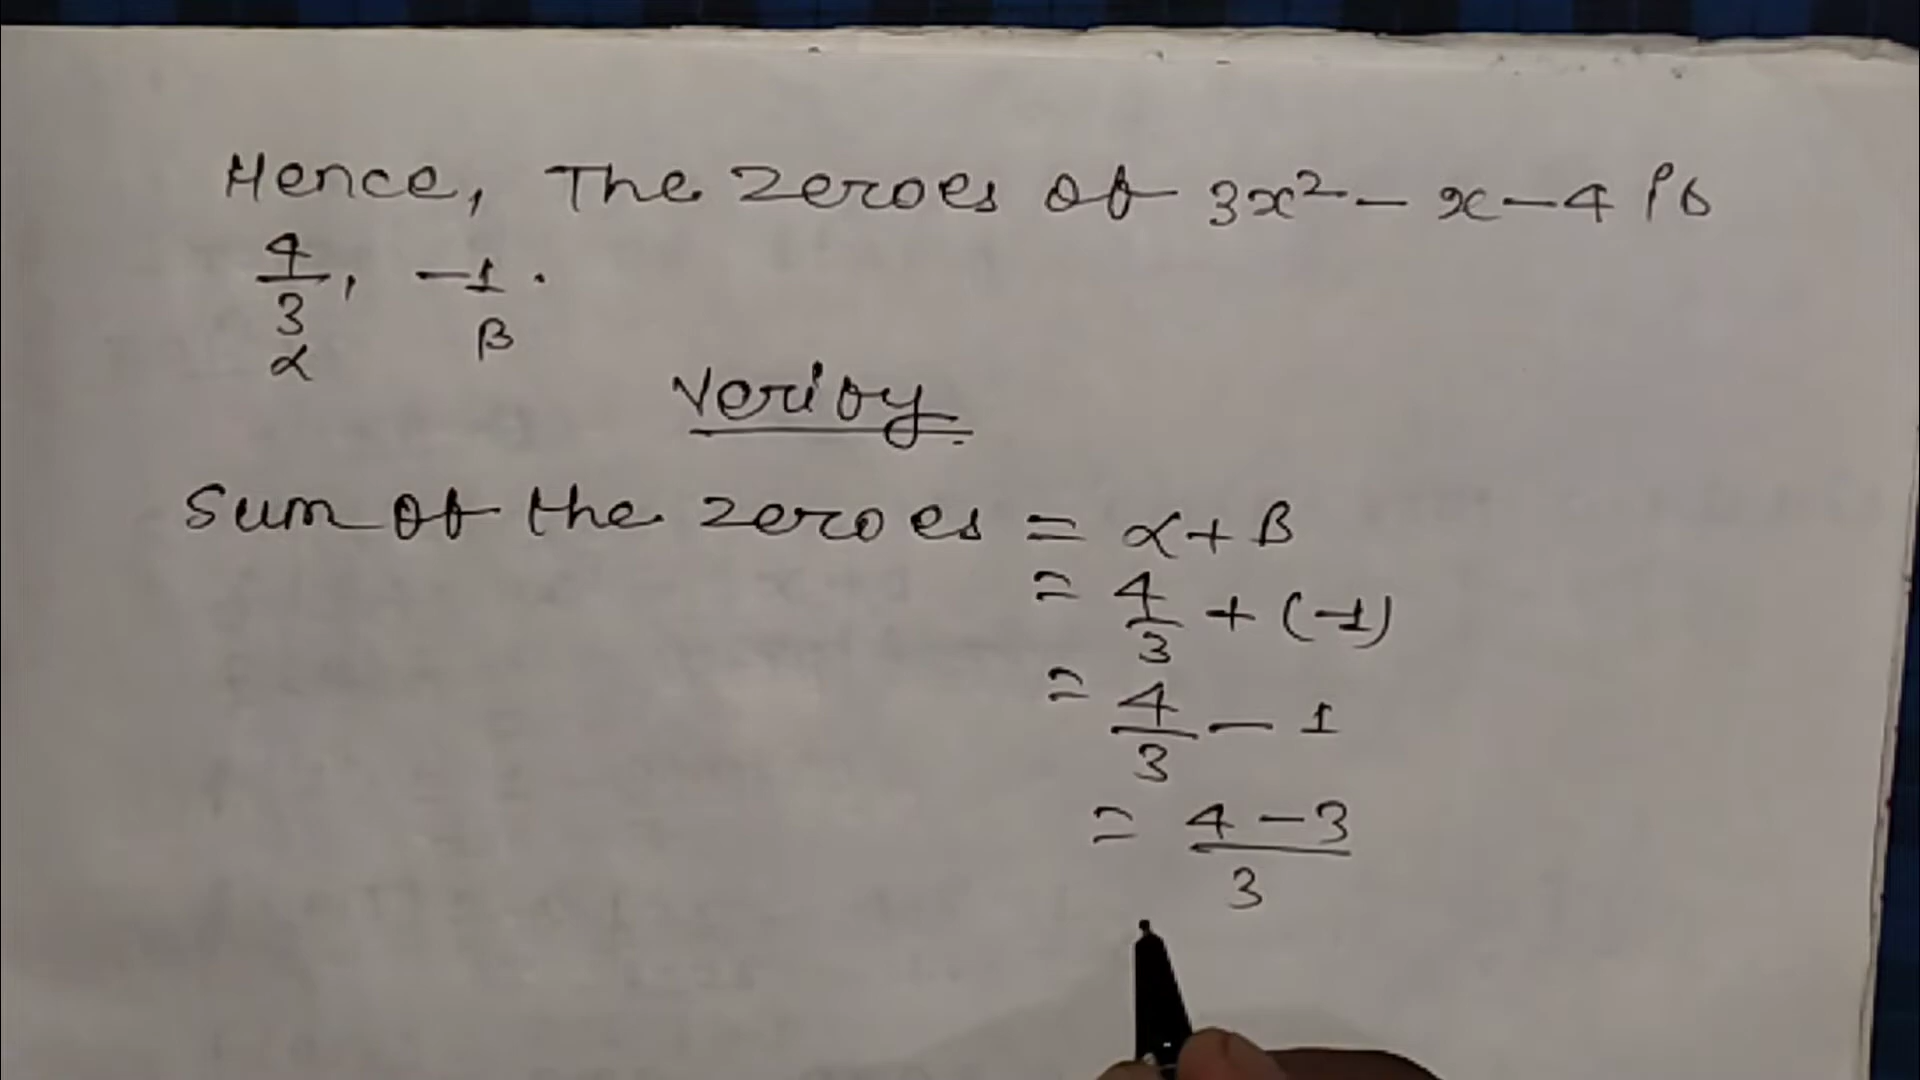 Hence, The zeroes of 3x² - x - 4 is
4/3, -1.
α β
Verify
Sum of the zeroes = α + β
= 4/3 + (-1)
= 4/3 - 1
= (4 - 3)/3